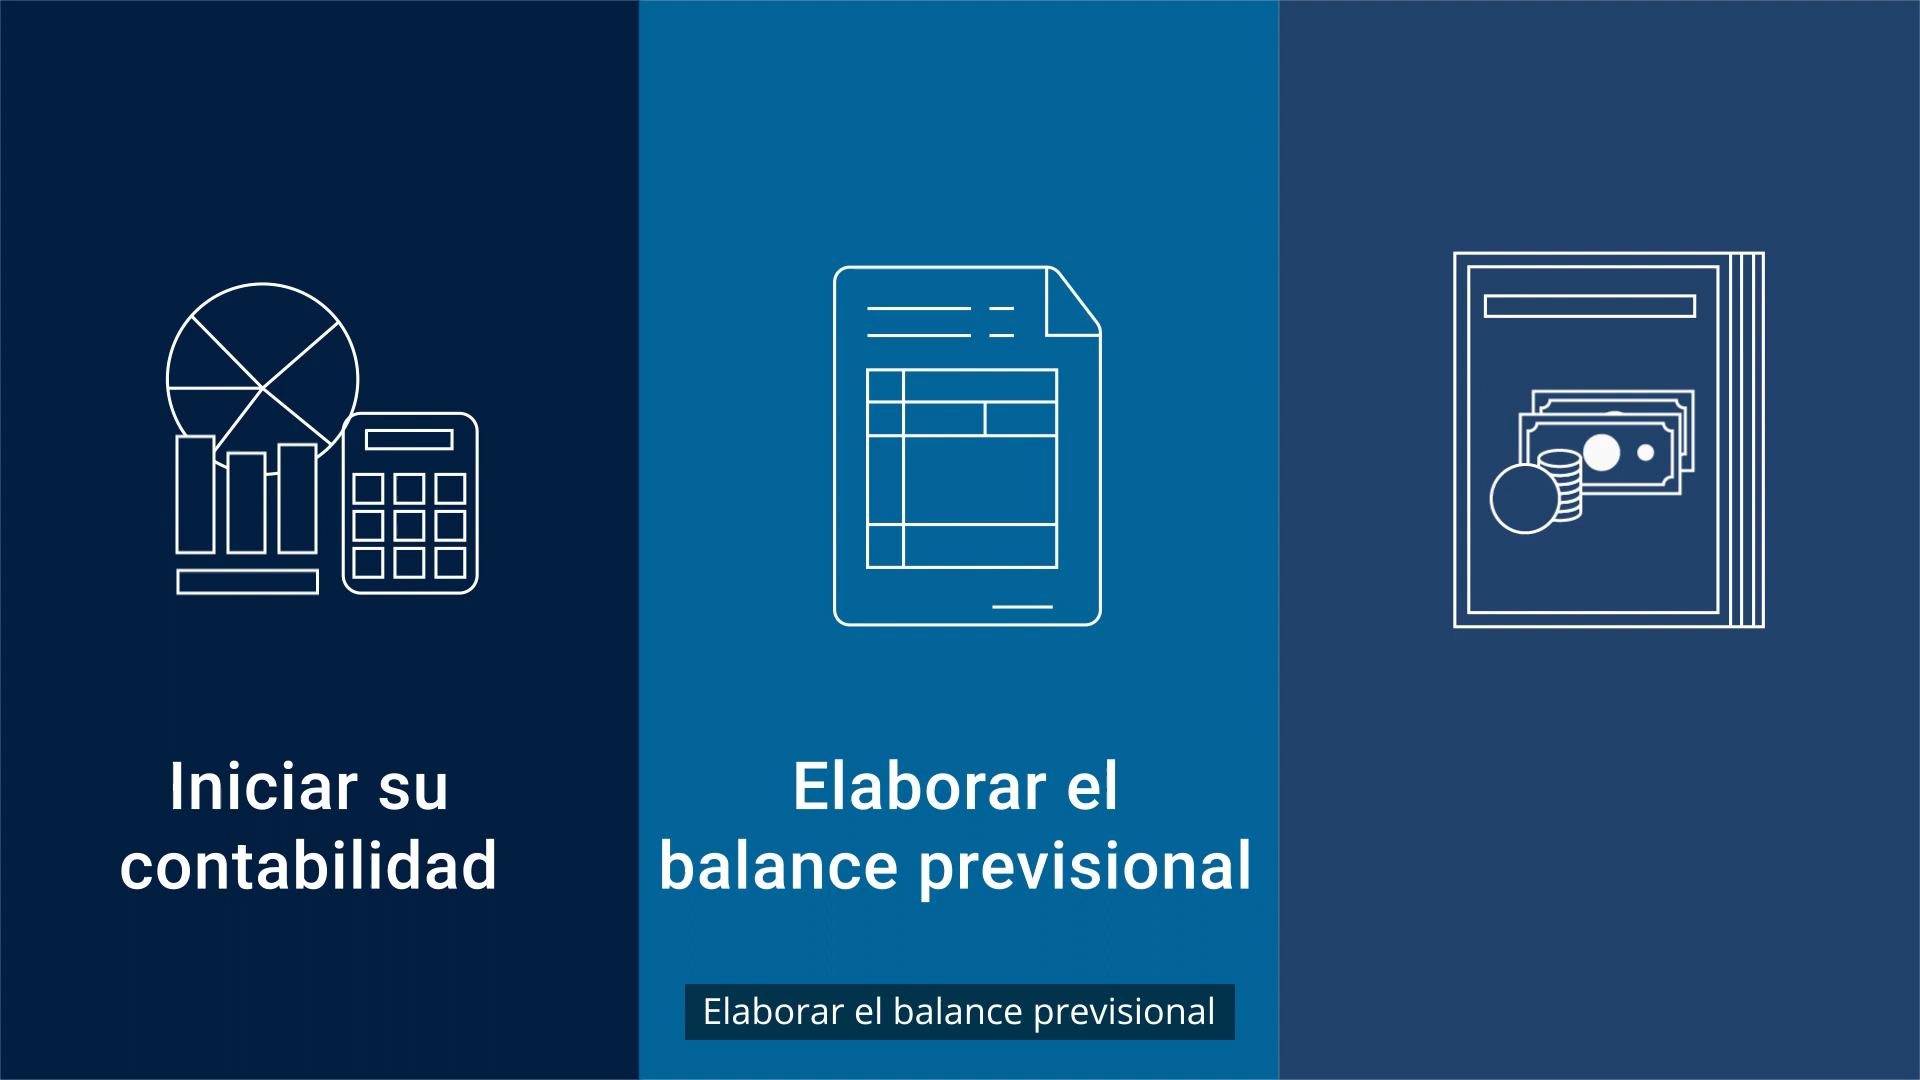 Iniciar su
contabilidad
Elaborar el
balance previsional
Elaborar el balance previsional